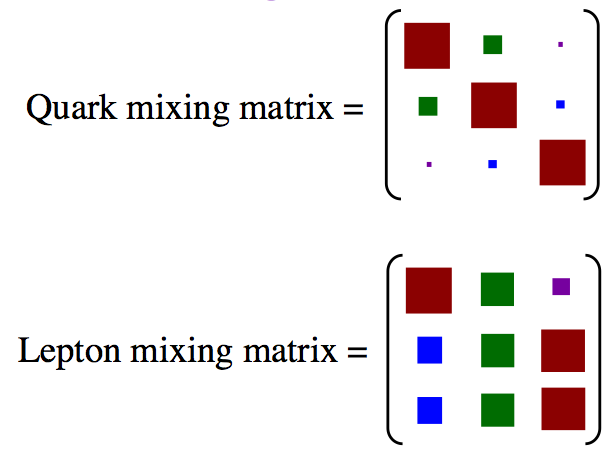 Quark mixing matrix =
Lepton mixing matrix =